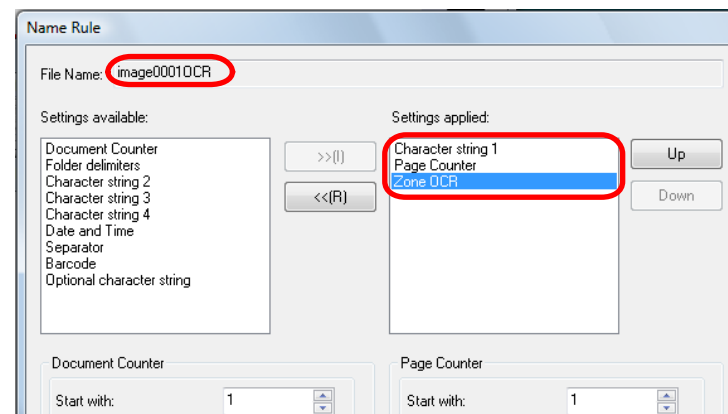 Name Rule
File Name: image0001OCR
Settings available:
Settings applied:
Document Counter
Folder delimiters
Character string 2
Character string 3
Character string 4
Date and Time
Separator
Barcode
Optional character string
>>(I)
<<(R)
Character string 1
Page Counter
Zone OCR
Up
Down
Document Counter
Start with: 1
Page Counter
Start with: 1